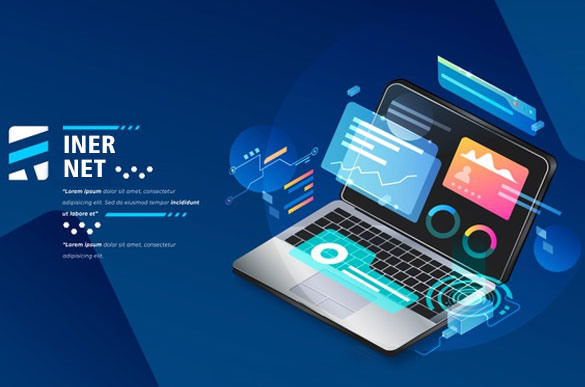 INER
NET
"Lorem ipsum dolor sit amet, consectetur
adipiscing elit. Sed do eiusmod tempor incididunt
ut labore et"
"Lorem ipsum dolor sit amet, consectetur
adipiscing elit.